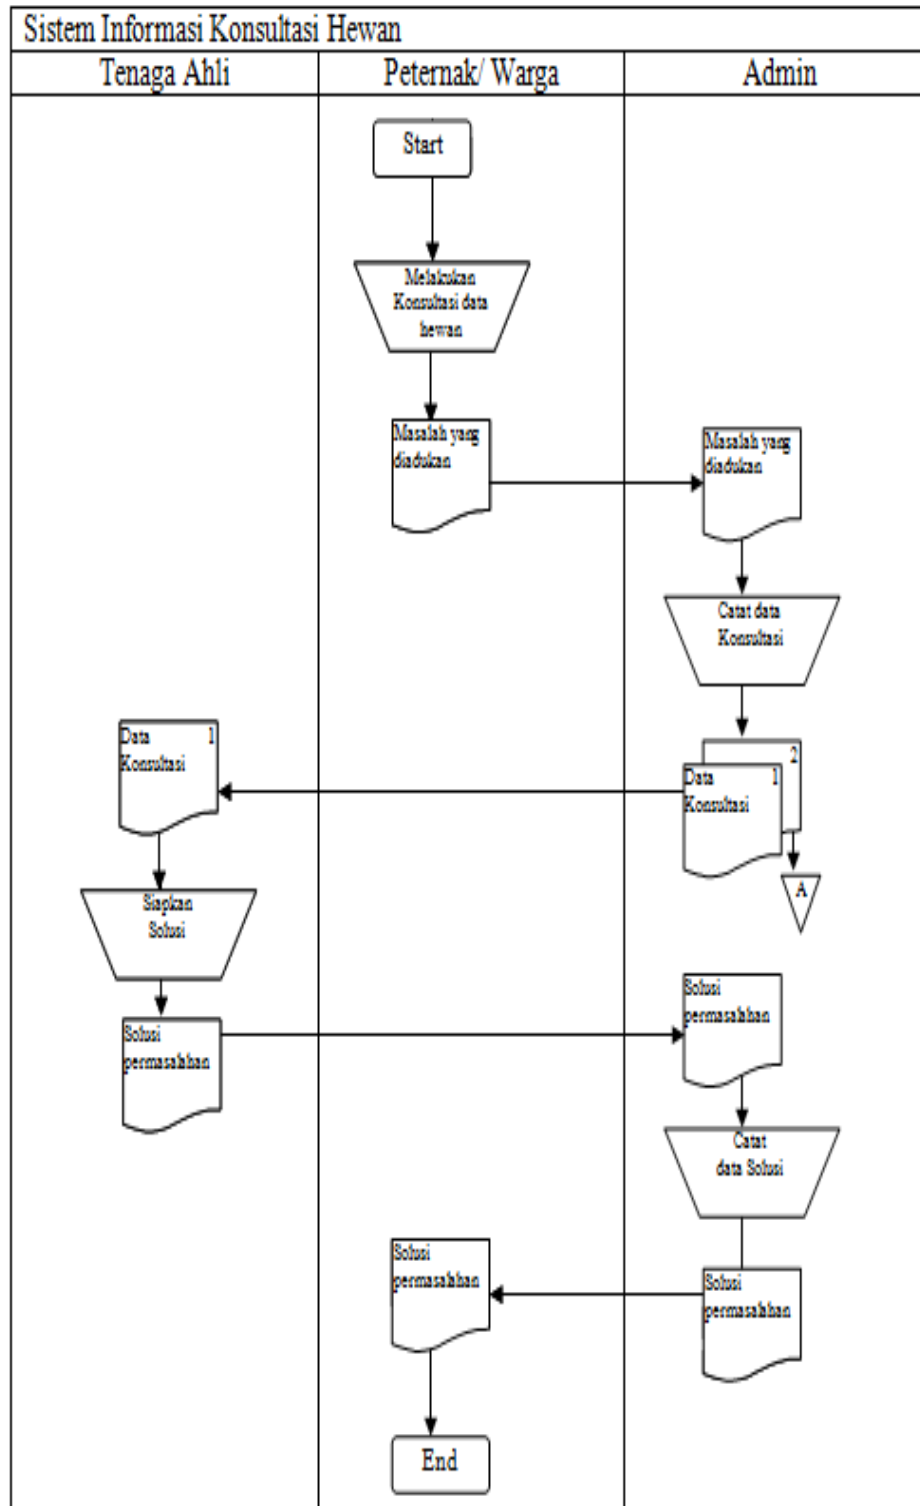 Sistem Informasi Konsultasi Hewan
Tenaga Ahli
Peternak/ Warga
Admin
Start
Melakukan
Konsultasi data
hewan
Masalah yang
diadukan
Masalah yang
diadukan
Catat data
Konsultasi
2
Data 1
Konsultasi
A
Data 1
Konsultasi
Siapkan
Solusi
Solusi
permasalahan
Solusi
permasalahan
Catat
data Solusi
Solusi
permasalahan
Solusi
permasalahan
End